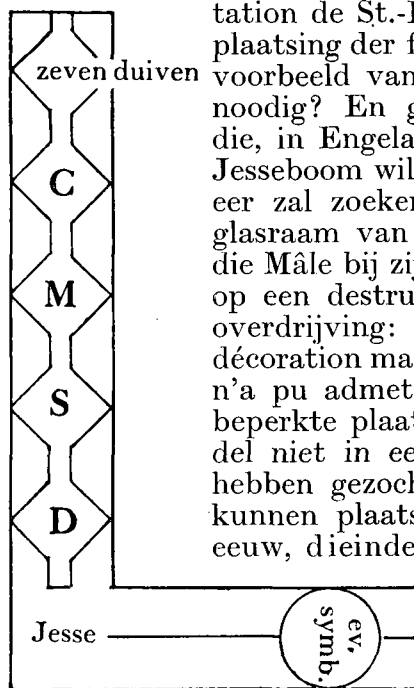 tation de St.-
plaatsing der
zeven duiven voorbeeld van
noodig? En
die, in Engela
C
Jesseboom wil
eer zal zoeken
glasraam van
die Mâle bij zij
M
op een destru
overdrijving:
décoration ma
n'a pu admet
S
beperkte plaat
del niet in ee
hebben gezoch
D
kunnen plaats
eeuw, dieinde
Jesse
ev.
symb.